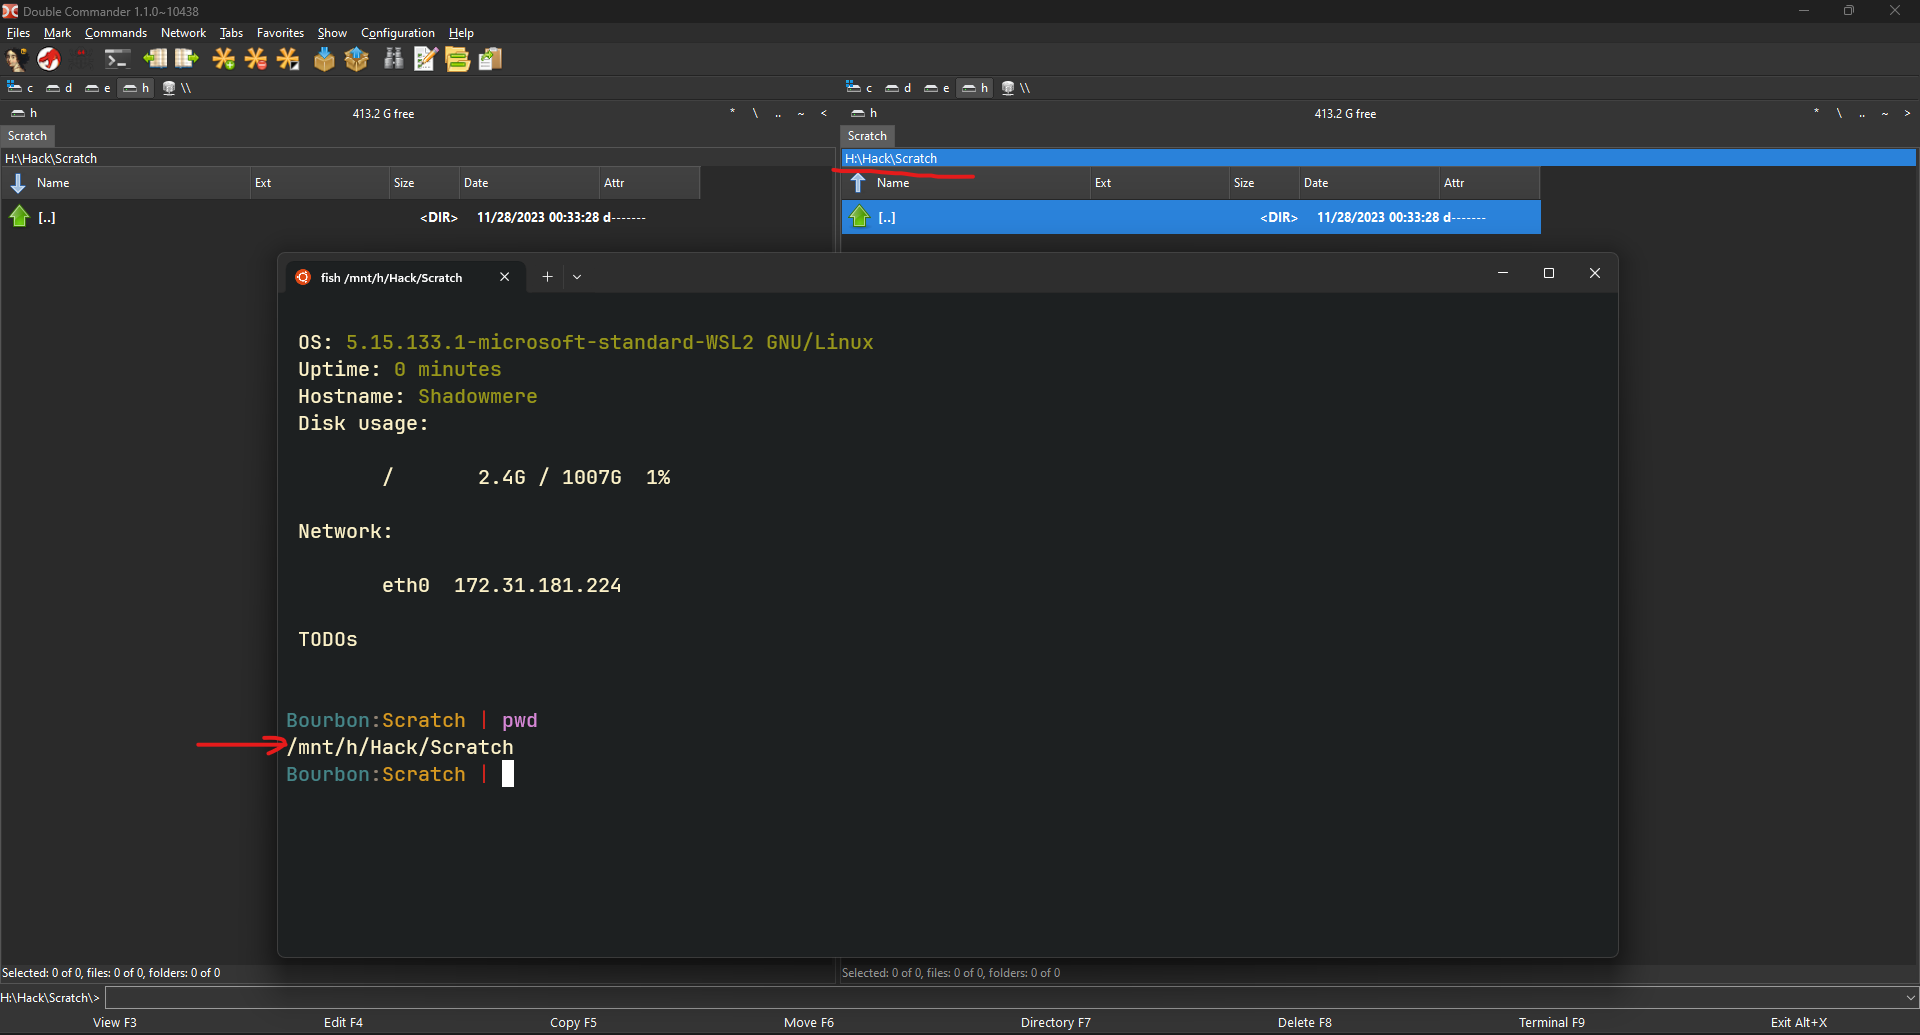 Double Commander 1.1.0~10438
Files Mark Commands Network Tabs Favorites Show Configuration Help
c d e h \\ c d e h \\
h 413.2 G free * \ .. ~ < h 413.2 G free * \ .. ~ >
Scratch Scratch
H:\Hack\Scratch H:\Hack\Scratch
Name Ext Size Date Attr Name Ext Size Date Attr
[..] <DIR> 11/28/2023 00:33:28 d------- [..] <DIR> 11/28/2023 00:33:28 d-------
fish /mnt/h/Hack/Scratch
OS: 5.15.133.1-microsoft-standard-WSL2 GNU/Linux
Uptime: 0 minutes
Hostname: Shadowmere
Disk usage:
/ 2.4G / 1007G 1%
Network:
eth0 172.31.181.224
TODOs
Bourbon:Scratch | pwd
/mnt/h/Hack/Scratch
Bourbon:Scratch |
Selected: 0 of 0, files: 0 of 0, folders: 0 of 0 Selected: 0 of 0, files: 0 of 0, folders: 0 of 0
H:\Hack\Scratch\>
View F3 Edit F4 Copy F5 Move F6 Directory F7 Delete F8 Terminal F9 Exit Alt+X